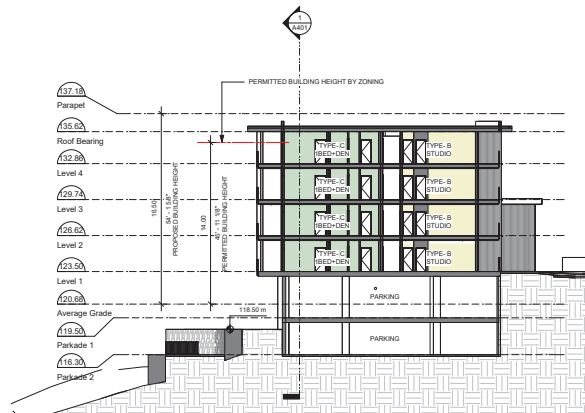 1
A401
PERMITTED BUILDING HEIGHT BY ZONING
137.18
Parapet
135.62
Roof Bearing
132.86
Level 4
129.74
Level 3
126.62
Level 2
123.50
Level 1
120.68
Average Grade
119.50
Parkade 1
116.30
Parkade 2
16.50
54' - 1 5/8"
PROPOSED BUILDING HEIGHT
14.00
45' - 11 1/8"
PERMITTED BUILDING HEIGHT
118.50 m
TYPE-C
1BED+DEN
TYPE- B
STUDIO
TYPE-C
1BED+DEN
TYPE- B
STUDIO
TYPE-C
1BED+DEN
TYPE- B
STUDIO
TYPE-C
1BED+DEN
TYPE- B
STUDIO
PARKING
PARKING